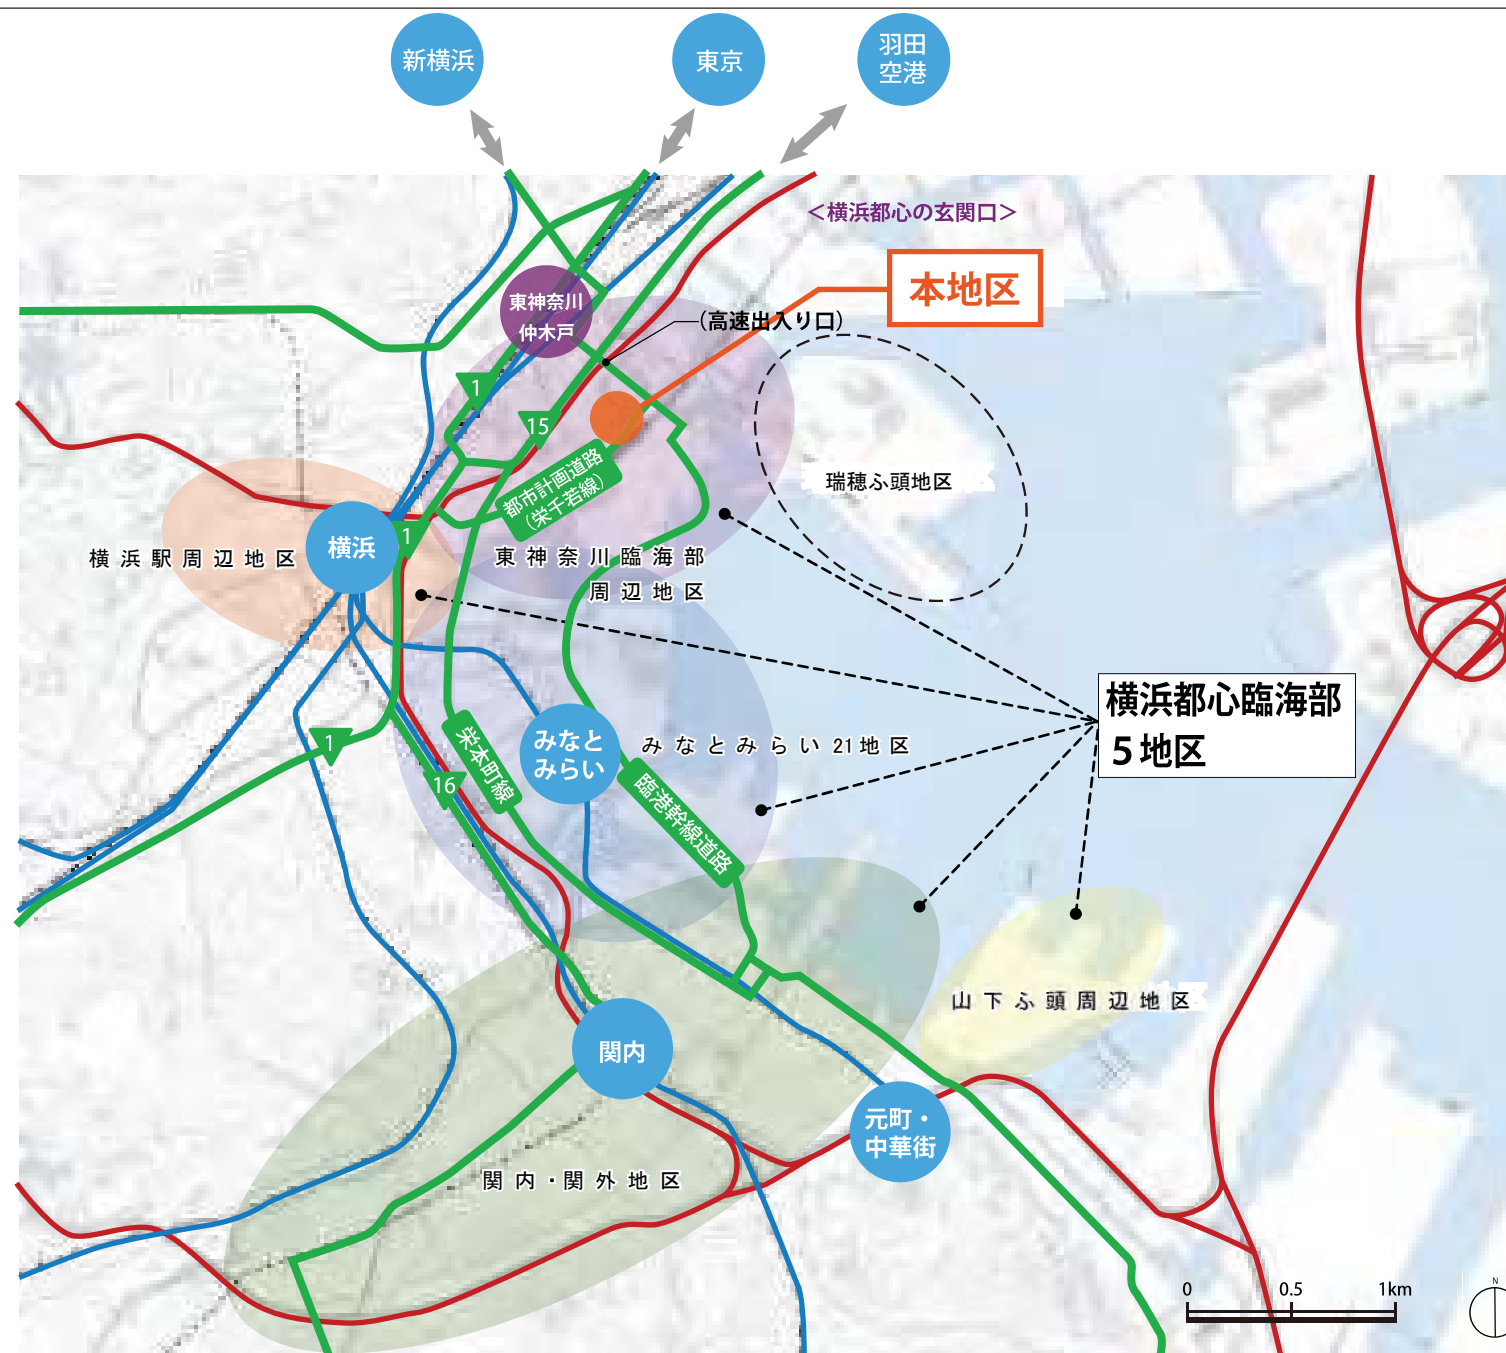 新横浜
東京
羽田
空港
＜横浜都心の玄関口＞
本地区
東神奈川
仲木戸
(高速出入り口)
1
15
都市計画道路
(栄千若線)
瑞穂ふ頭地区
1
横浜
横浜駅周辺地区
東神奈川臨海部
周辺地区
横浜都心臨海部
５地区
1
16
栄本町線
みなと
みらい
みなとみらい21地区
臨港幹線道路
山下ふ頭周辺地区
関内
元町・
中華街
関内・関外地区
0 0.5 1km
N